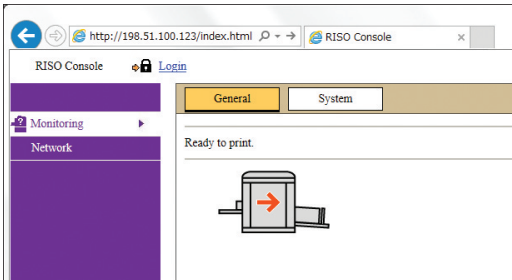 http://198.51.100.123/index.html
RISO Console
RISO Console
Login
General
System
Monitoring
Network
Ready to print.